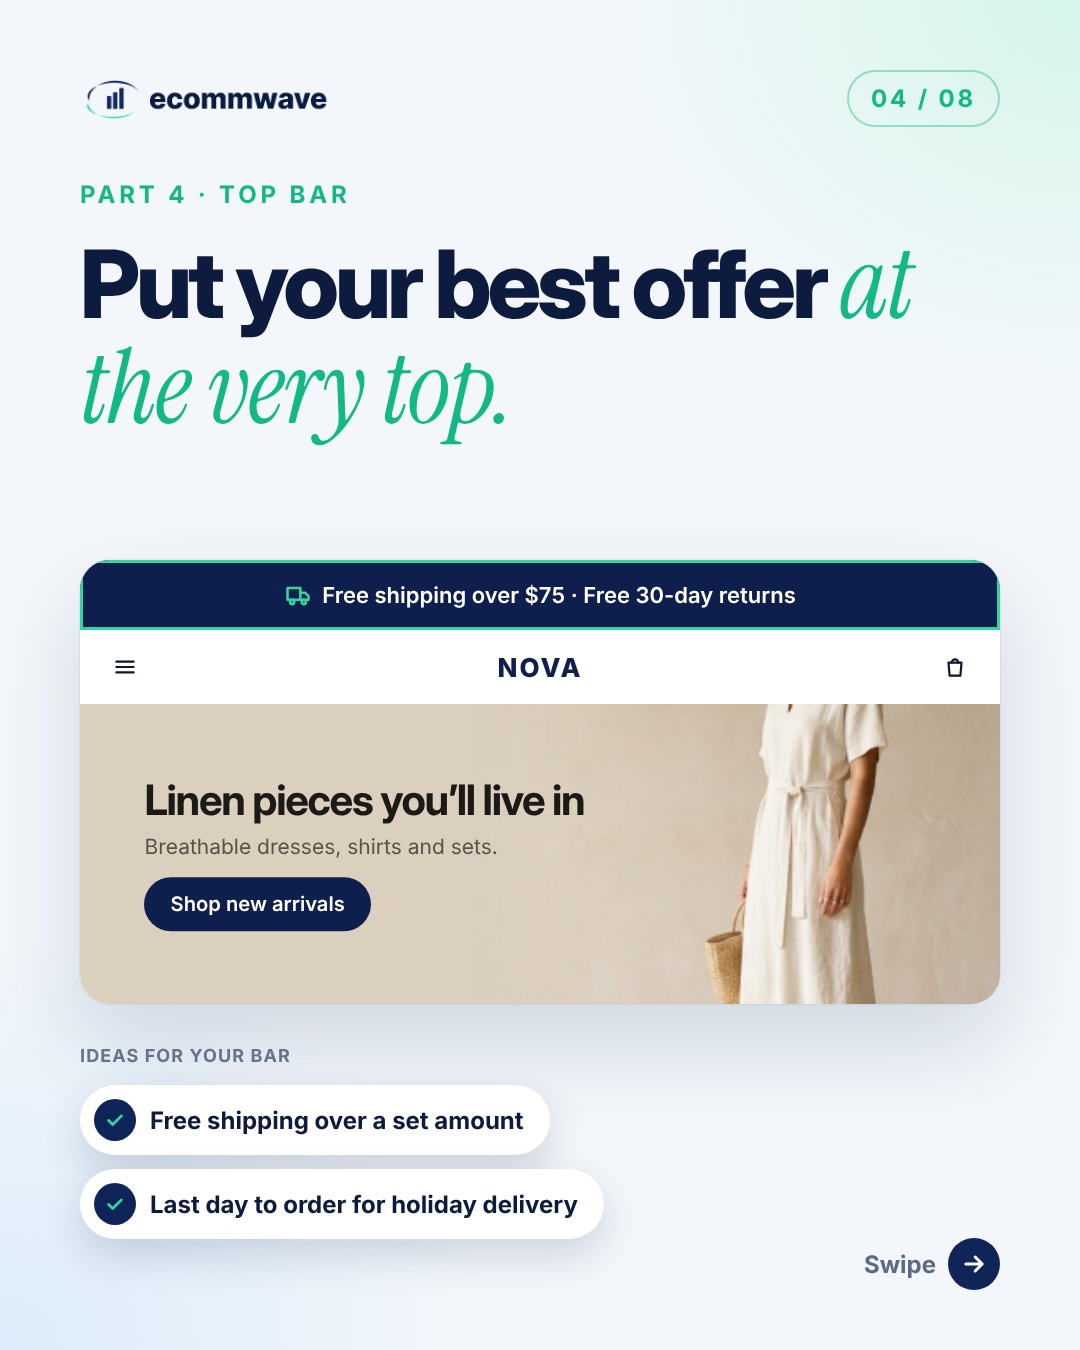 ecommwave
04 / 08
PART 4 · TOP BAR
Put your best offer at
the very top.
Free shipping over $75 · Free 30-day returns
NOVA
Linen pieces you’ll live in
Breathable dresses, shirts and sets.
Shop new arrivals
IDEAS FOR YOUR BAR
Free shipping over a set amount
Last day to order for holiday delivery
Swipe